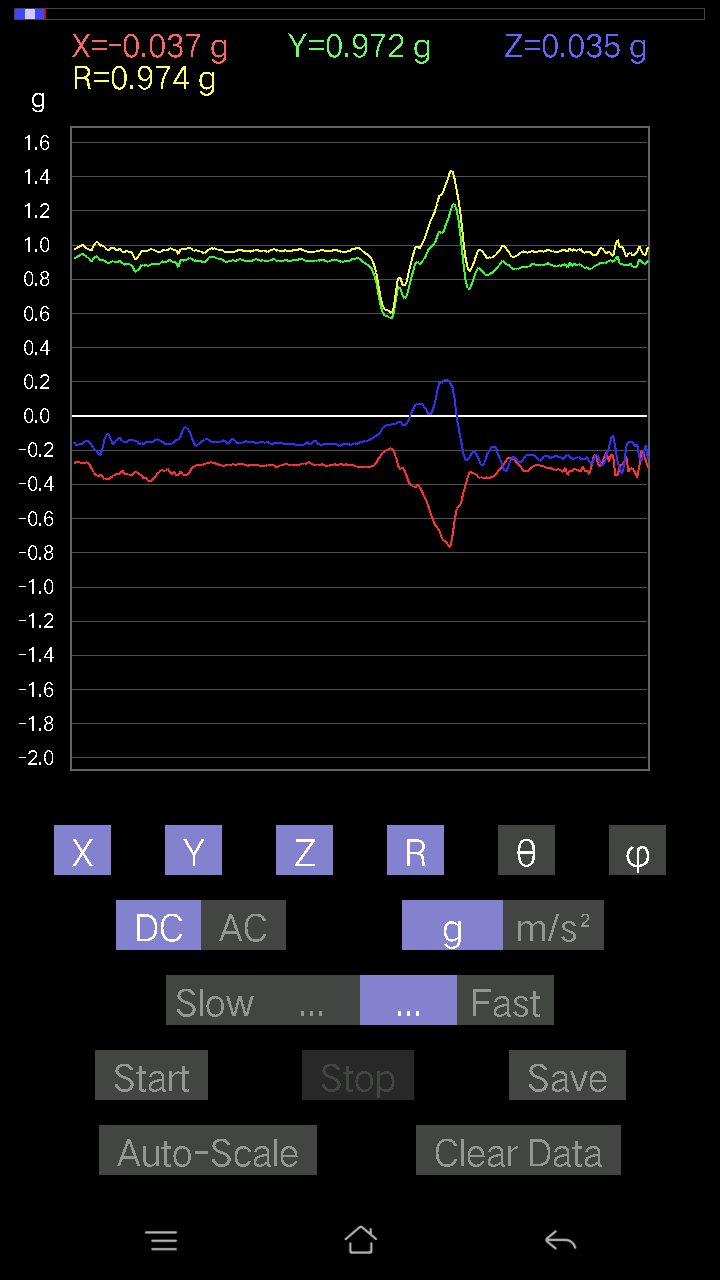 X=-0.037 g Y=0.972 g Z=0.035 g
R=0.974 g
g
1.6
1.4
1.2
1.0
0.8
0.6
0.4
0.2
0.0
-0.2
-0.4
-0.6
-0.8
-1.0
-1.2
-1.4
-1.6
-1.8
-2.0
X Y Z R θ φ
DC AC g m/s²
Slow ... ... Fast
Start Stop Save
Auto-Scale Clear Data